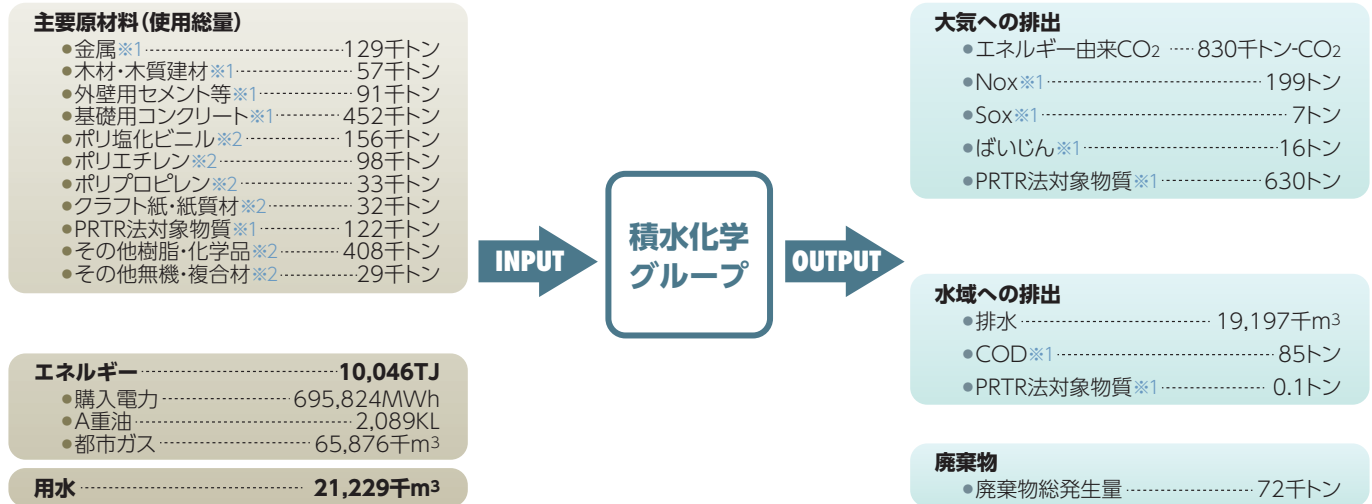 主要原材料(使用総量)
●金属※1 129千トン
●木材・木質建材※1 57千トン
●外壁用セメント等※1 91千トン
●基礎用コンクリート※1 452千トン
●ポリ塩化ビニル※2 156千トン
●ポリエチレン※2 98千トン
●ポリプロピレン※2 33千トン
●クラフト紙・紙質材※2 32千トン
●PRTR法対象物質※1 122千トン
●その他樹脂・化学品※2 408千トン
●その他無機・複合材※2 29千トン
エネルギー 10,046TJ
●購入電力 695,824MWh
●A重油 2,089KL
●都市ガス 65,876千m3
用水 21,229千m3
INPUT
積水化学
グループ
OUTPUT
大気への排出
●エネルギー由来CO2 830千トン-CO2
●Nox※1 199トン
●Sox※1 7トン
●ばいじん※1 16トン
●PRTR法対象物質※1 630トン
水域への排出
●排水 19,197千m3
●COD※1 85トン
●PRTR法対象物質※1 0.1トン
廃棄物
●廃棄物総発生量 72千トン